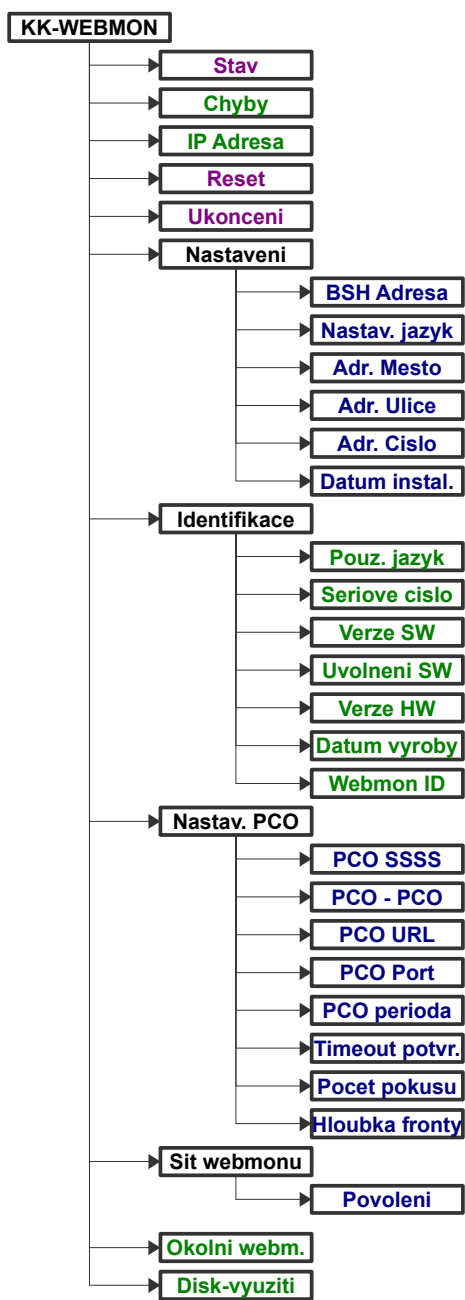 KK-WEBMON
Stav
Chyby
IP Adresa
Reset
Ukonceni
Nastaveni
BSH Adresa
Nastav. jazyk
Adr. Mesto
Adr. Ulice
Adr. Cislo
Datum instal.
Identifikace
Pouz. jazyk
Seriove cislo
Verze SW
Uvolneni SW
Verze HW
Datum vyroby
Webmon ID
Nastav. PCO
PCO SSSS
PCO - PCO
PCO URL
PCO Port
PCO perioda
Timeout potvr.
Pocet pokusu
Hloubka fronty
Sit webmonu
Povoleni
Okolni webm.
Disk-vyuziti